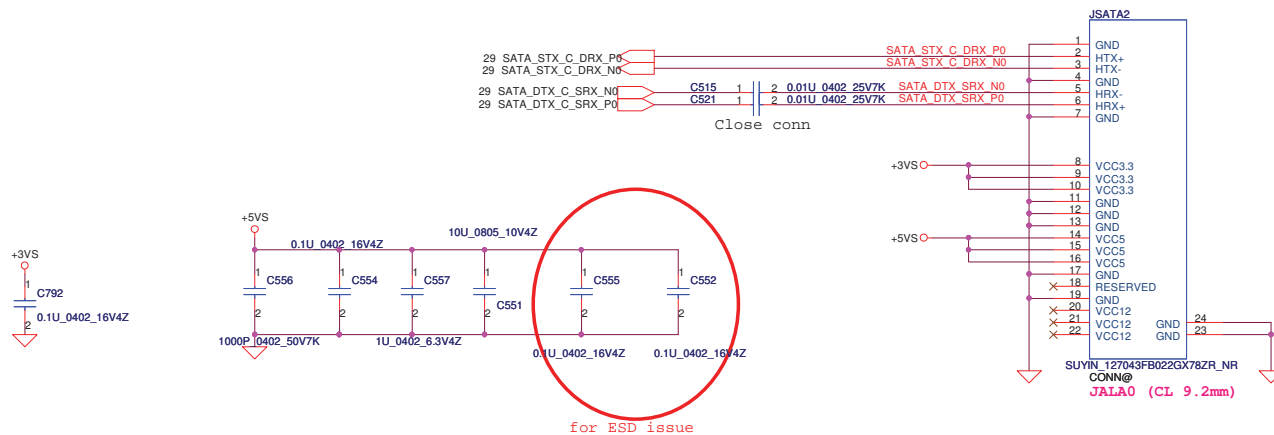 JSATA2
1 GND
29 SATA_STX_C_DRX_P0 SATA_STX_C_DRX_P0 2 HTX+
29 SATA_STX_C_DRX_N0 SATA_STX_C_DRX_N0 3 HTX-
4 GND
29 SATA_DTX_C_SRX_N0 C515 1 2 0.01U_0402_25V7K SATA_DTX_SRX_N0 5 HRX-
29 SATA_DTX_C_SRX_P0 C521 1 2 0.01U_0402_25V7K SATA_DTX_SRX_P0 6 HRX+
7 GND
Close conn
+3VS 8 VCC3.3
9 VCC3.3
10 VCC3.3
11 GND
12 GND
13 GND
+5VS 14 VCC5
15 VCC5
16 VCC5
17 GND
18 RESERVED
19 GND
20 VCC12
21 VCC12 GND 24
22 VCC12 GND 23
SUYIN_127043FB022GX78ZR_NR
CONN@
JALA0 (CL 9.2mm)
+3VS
1
C792
2
0.1U_0402_16V4Z
+5VS
0.1U_0402_16V4Z 10U_0805_10V4Z
1 1 1 1 1 1
C556 C554 C557 C551 C555 C552
2 2 2 2 2 2
1000P_0402_50V7K 1U_0402_6.3V4Z
0.1U_0402_16V4Z 0.1U_0402_16V4Z
for ESD issue